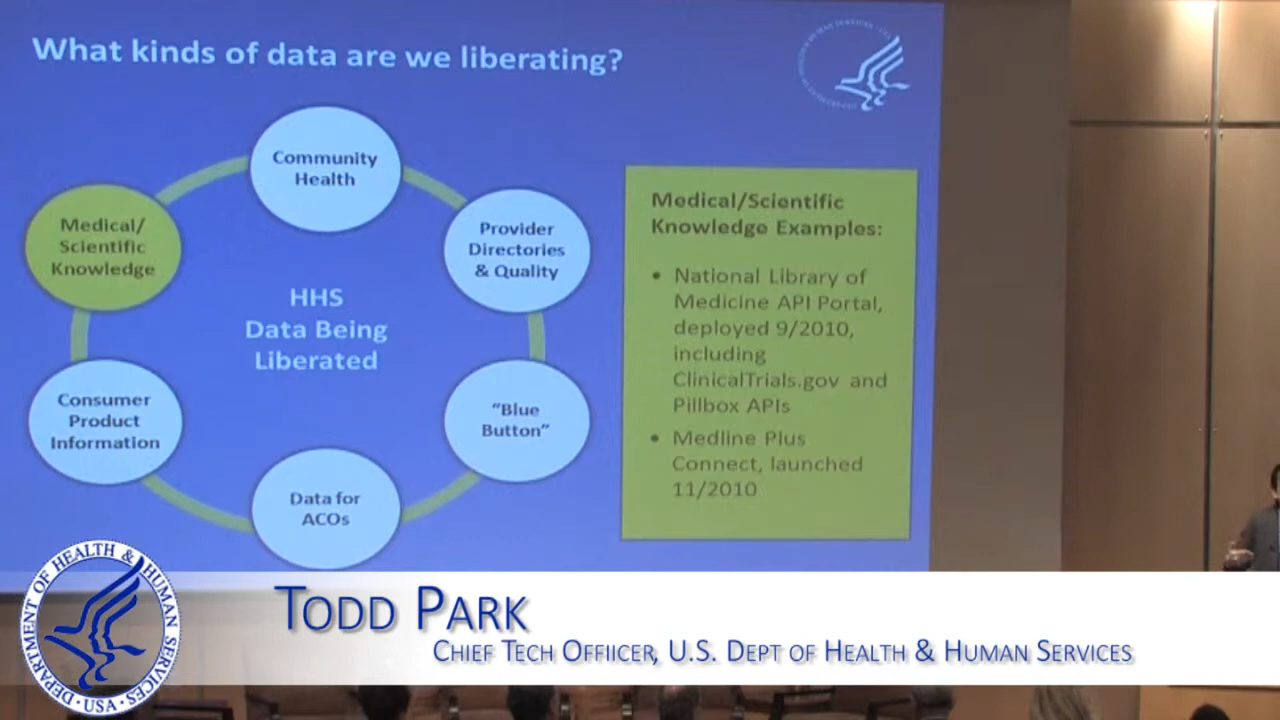 What kinds of data are we liberating?
Community
Health
Provider
Directories
& Quality
"Blue
Button"
Data for
ACOs
Consumer
Product
Information
Medical/
Scientific
Knowledge
HHS
Data Being
Liberated
Medical/Scientific
Knowledge Examples:
• National Library of
Medicine API Portal,
deployed 9/2010,
including
ClinicalTrials.gov and
Pillbox APIs
• Medline Plus
Connect, launched
11/2010
TODD PARK
CHIEF TECH OFFIICER, U.S. DEPT OF HEALTH & HUMAN SERVICES
DEPARTMENT OF HEALTH & HUMAN SERVICES · USA